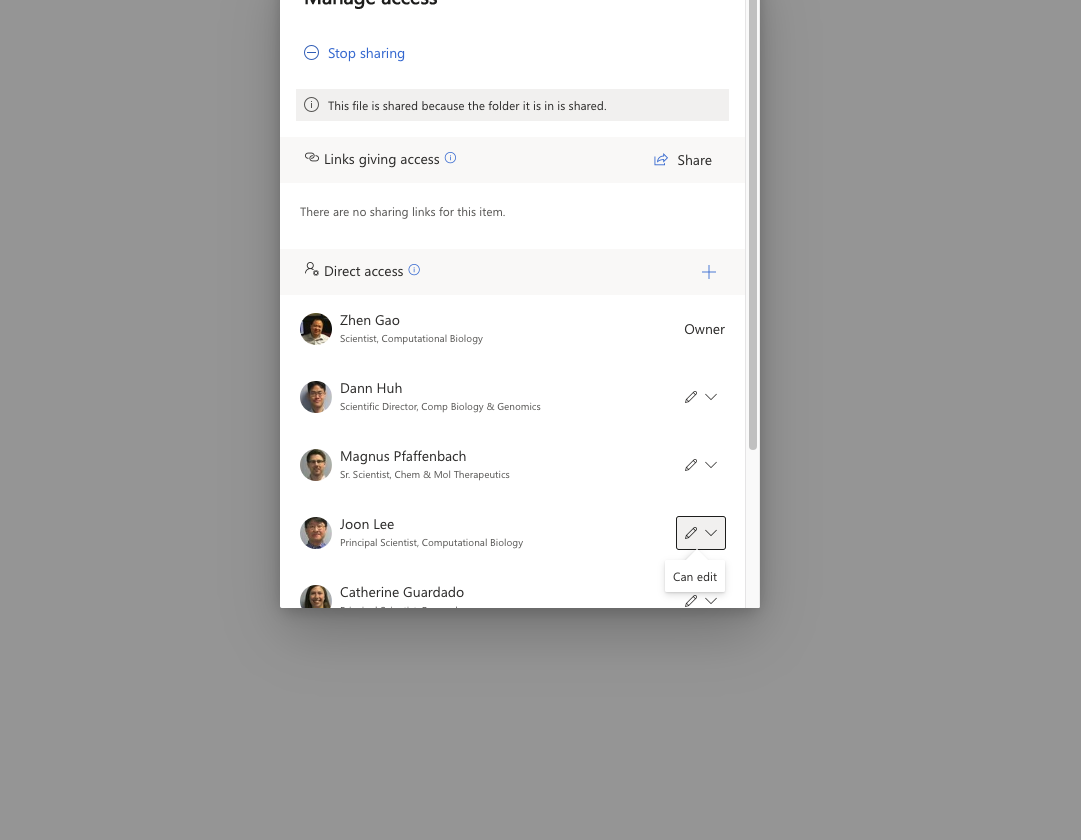 Manage access
Stop sharing
This file is shared because the folder it is in is shared.
Links giving access
Share
There are no sharing links for this item.
Direct access
Zhen Gao
Scientist, Computational Biology
Owner
Dann Huh
Scientific Director, Comp Biology & Genomics
Magnus Pfaffenbach
Sr. Scientist, Chem & Mol Therapeutics
Joon Lee
Principal Scientist, Computational Biology
Can edit
Catherine Guardado